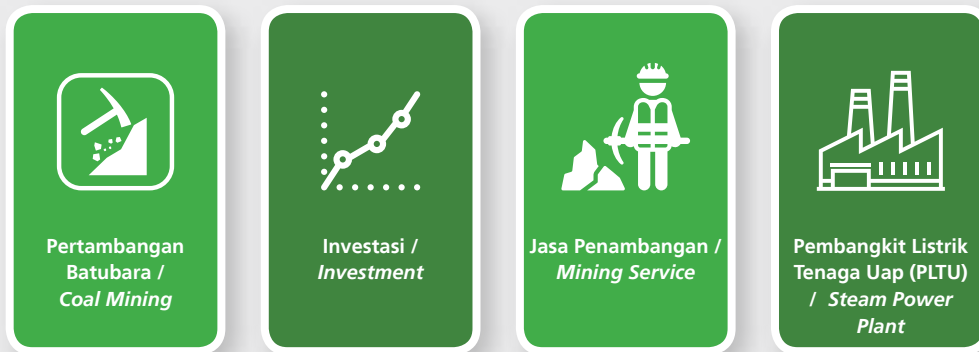 Pertambangan
Batubara /
Coal Mining
Investasi /
Investment
Jasa Penambangan /
Mining Service
Pembangkit Listrik
Tenaga Uap (PLTU)
/ Steam Power
Plant